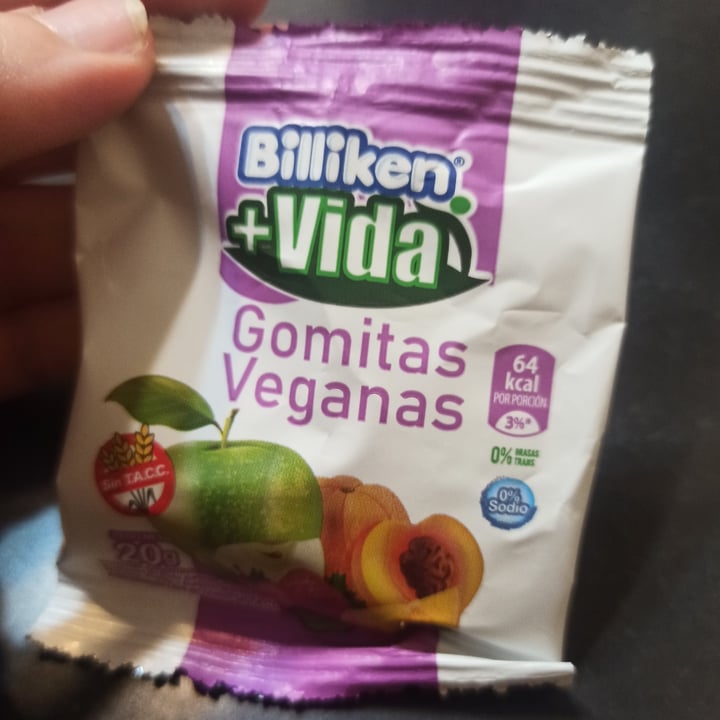 Billiken®
+Vida
Gomitas
Veganas
64
kcal
POR PORCIÓN
3%*
0% GRASAS
TRANS
0%
Sodio
Sin T.A.C.C.
20g